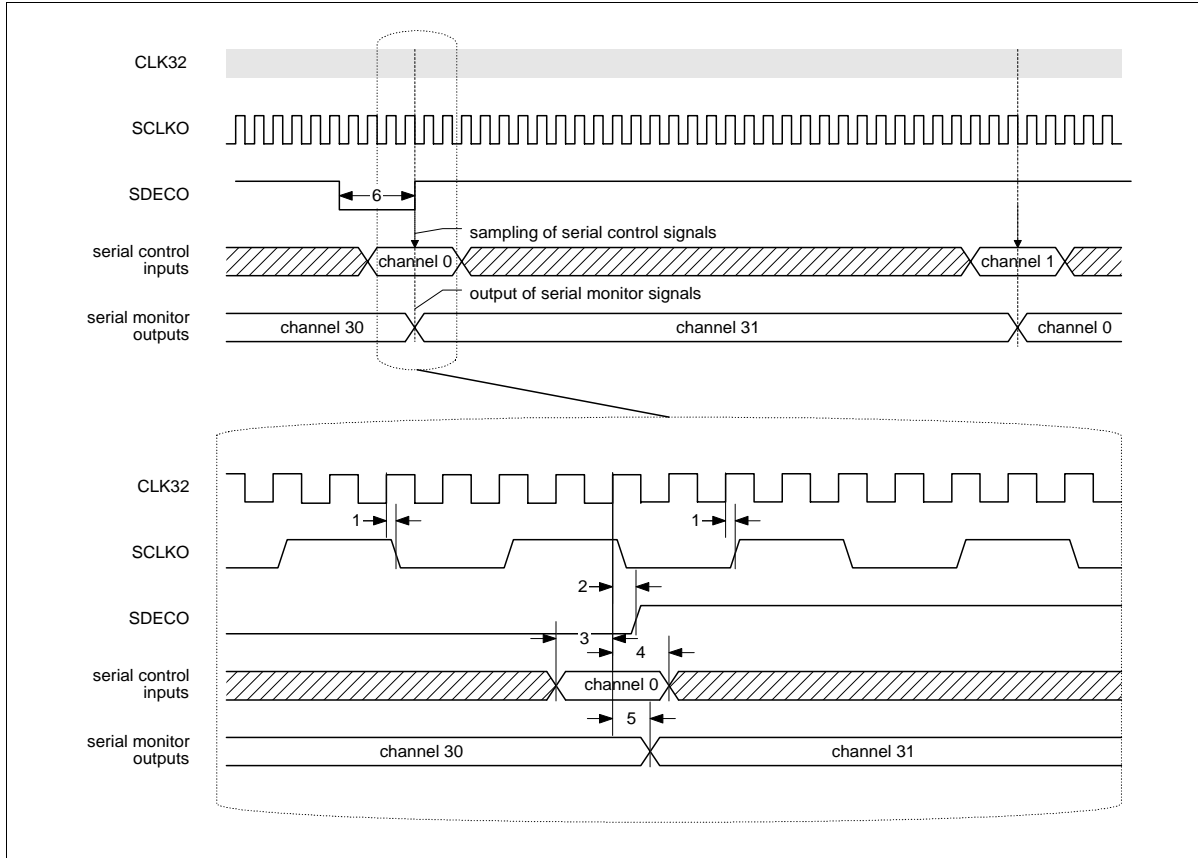 CLK32
SCLKO
SDECO
6
sampling of serial control signals
serial control
inputs
channel 0
channel 1
output of serial monitor signals
serial monitor
outputs
channel 30
channel 31
channel 0
CLK32
1
1
SCLKO
2
SDECO
3
4
serial control
inputs
channel 0
5
serial monitor
outputs
channel 30
channel 31